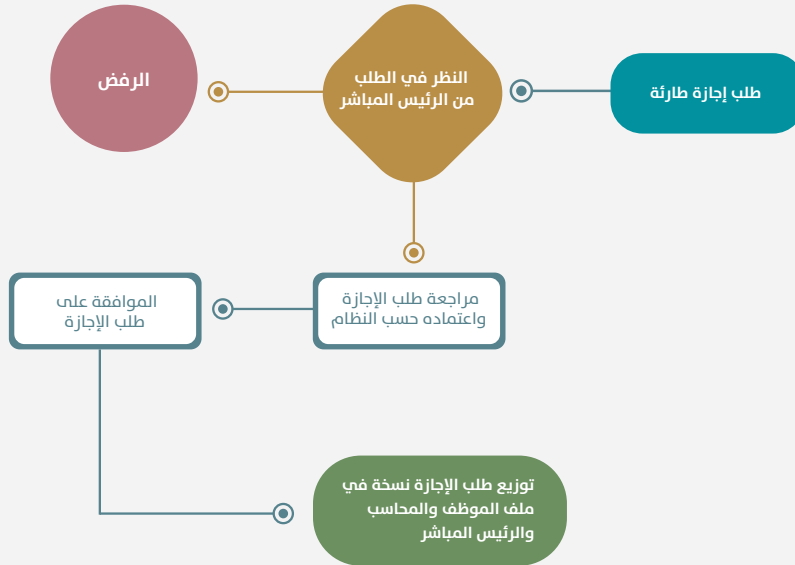 طلب إجازة طارئة
النظر في الطلب
من الرئيس المباشر
الرفض
مراجعة طلب الإجازة
واعتماده حسب النظام
الموافقة على
طلب الإجازة
توزيع طلب الإجازة نسخة في
ملف الموظف والمحاسب
والرئيس المباشر